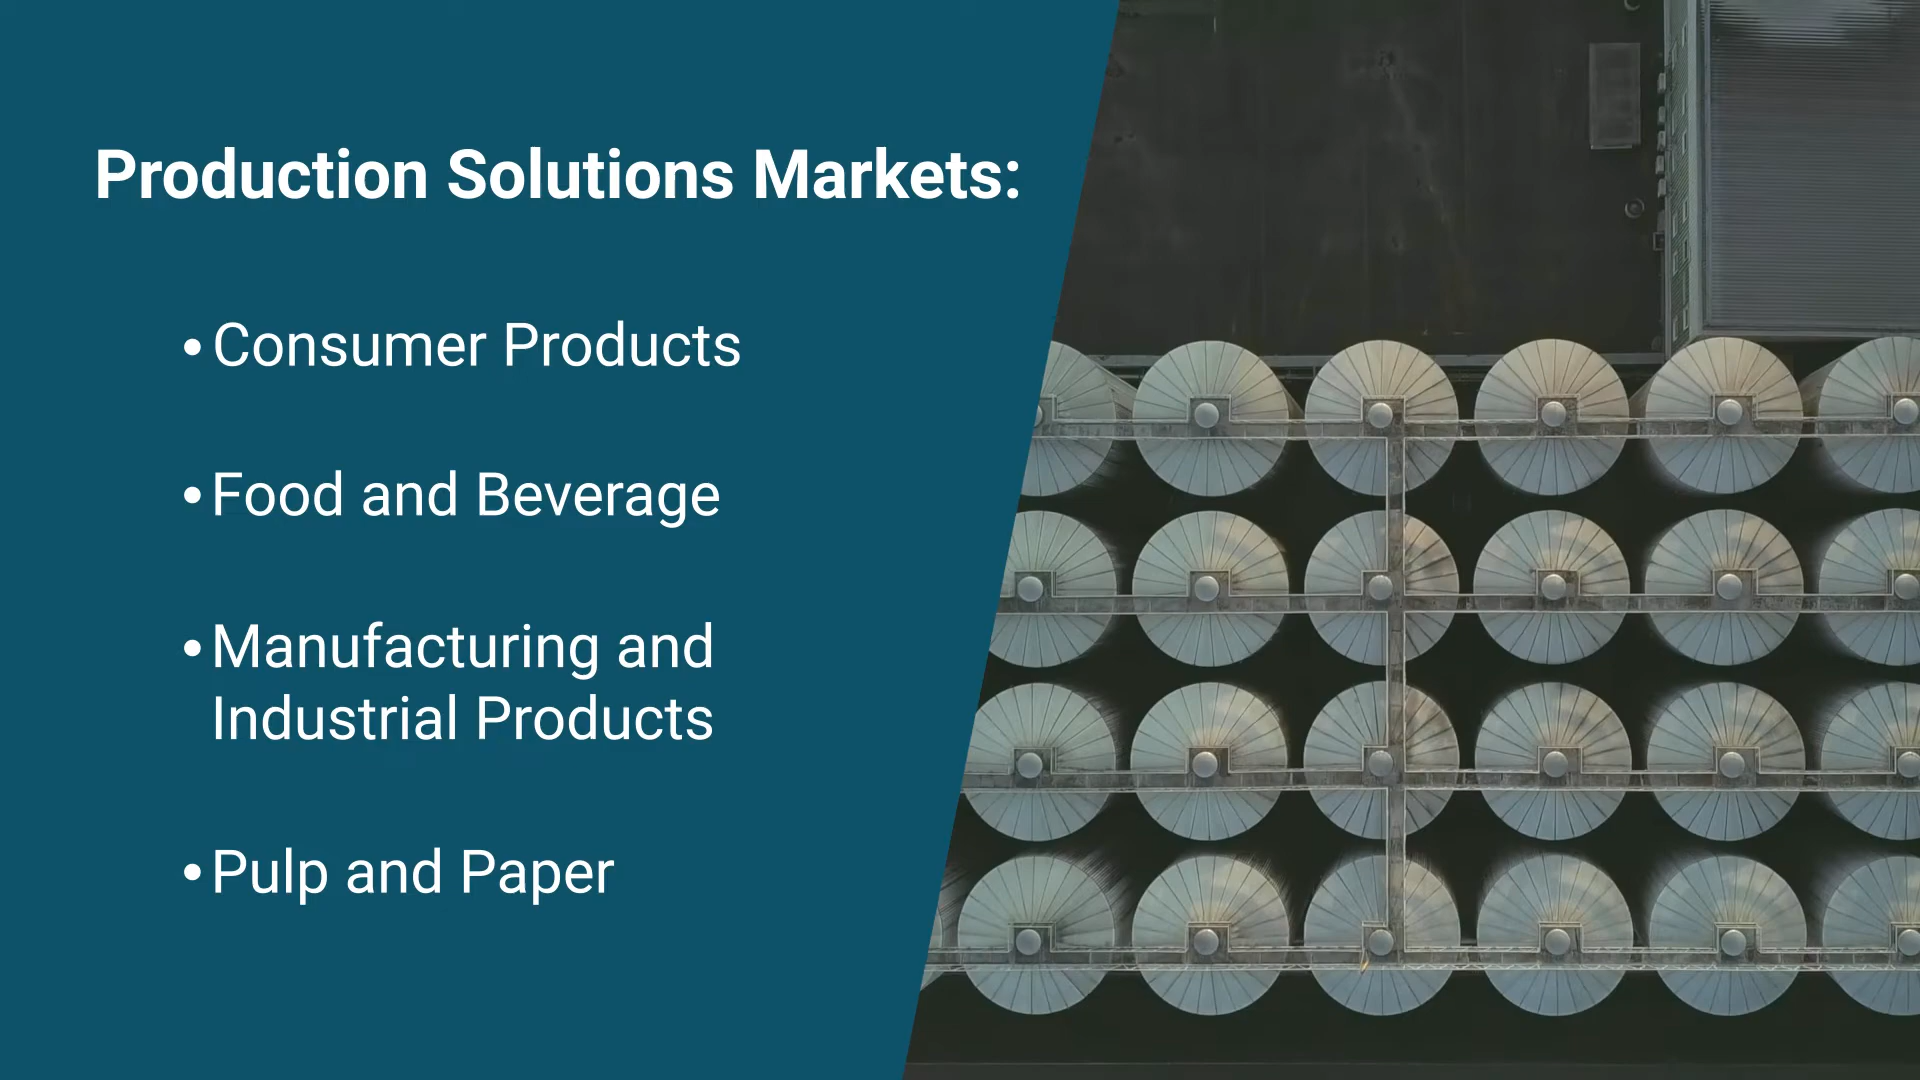 Production Solutions Markets:
• Consumer Products
• Food and Beverage
• Manufacturing and
Industrial Products
• Pulp and Paper